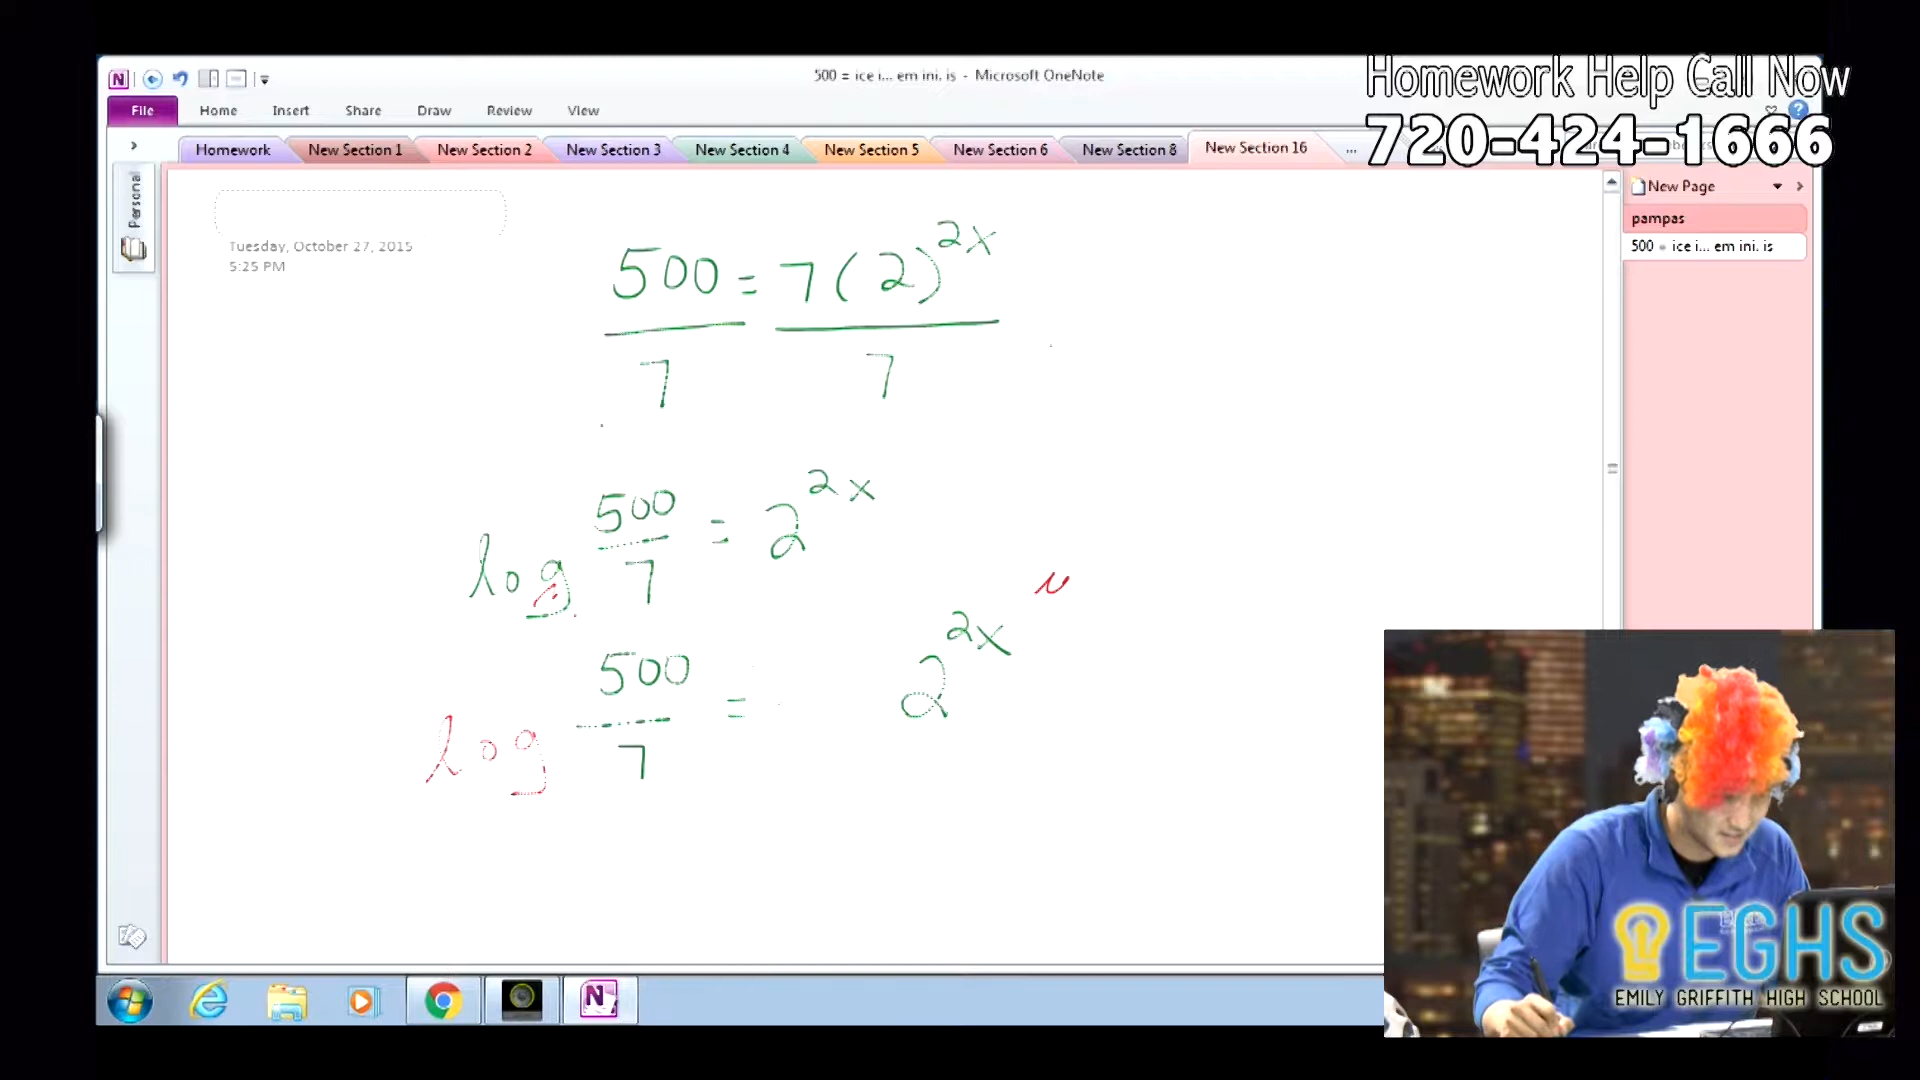 500 = ice i... em ini. is - Microsoft OneNote
Homework Help Call Now
720-424-1666
File Home Insert Share Draw Review View
Homework New Section 1 New Section 2 New Section 3 New Section 4 New Section 5 New Section 6 New Section 8 New Section 16 ...
Personal
New Page
pampas
500 = ice i... em ini. is
Tuesday, October 27, 2015
5:25 PM
500 = 7(2)^2x
7 7
log 500/7 = 2^2x
log 500/7 = 2^2x
EGHS
EMILY GRIFFITH HIGH SCHOOL